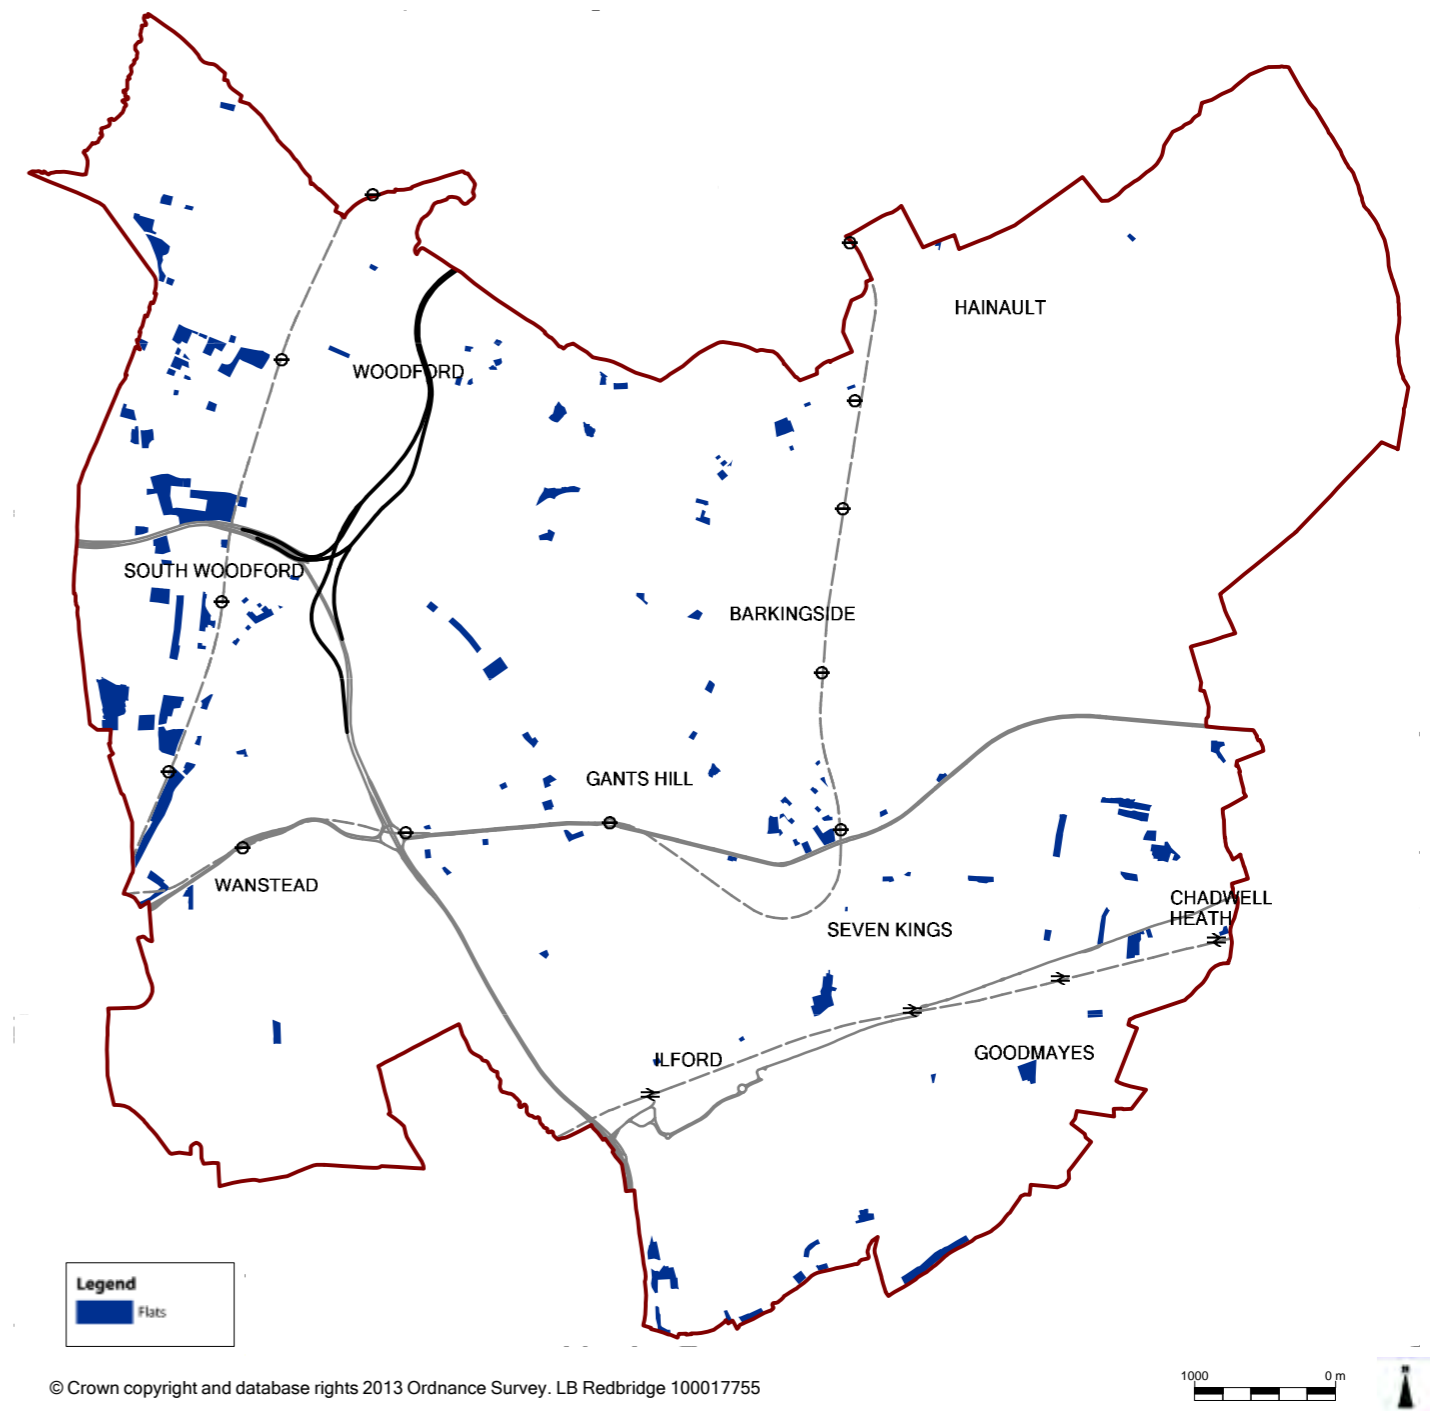 HAINAULT
WOODFORD
SOUTH WOODFORD
BARKINGSIDE
GANTS HILL
WANSTEAD
CHADWELL
HEATH
SEVEN KINGS
ILFORD
GOODMAYES
Legend
Flats
© Crown copyright and database rights 2013 Ordnance Survey. LB Redbridge 100017755
1000 0 m
N